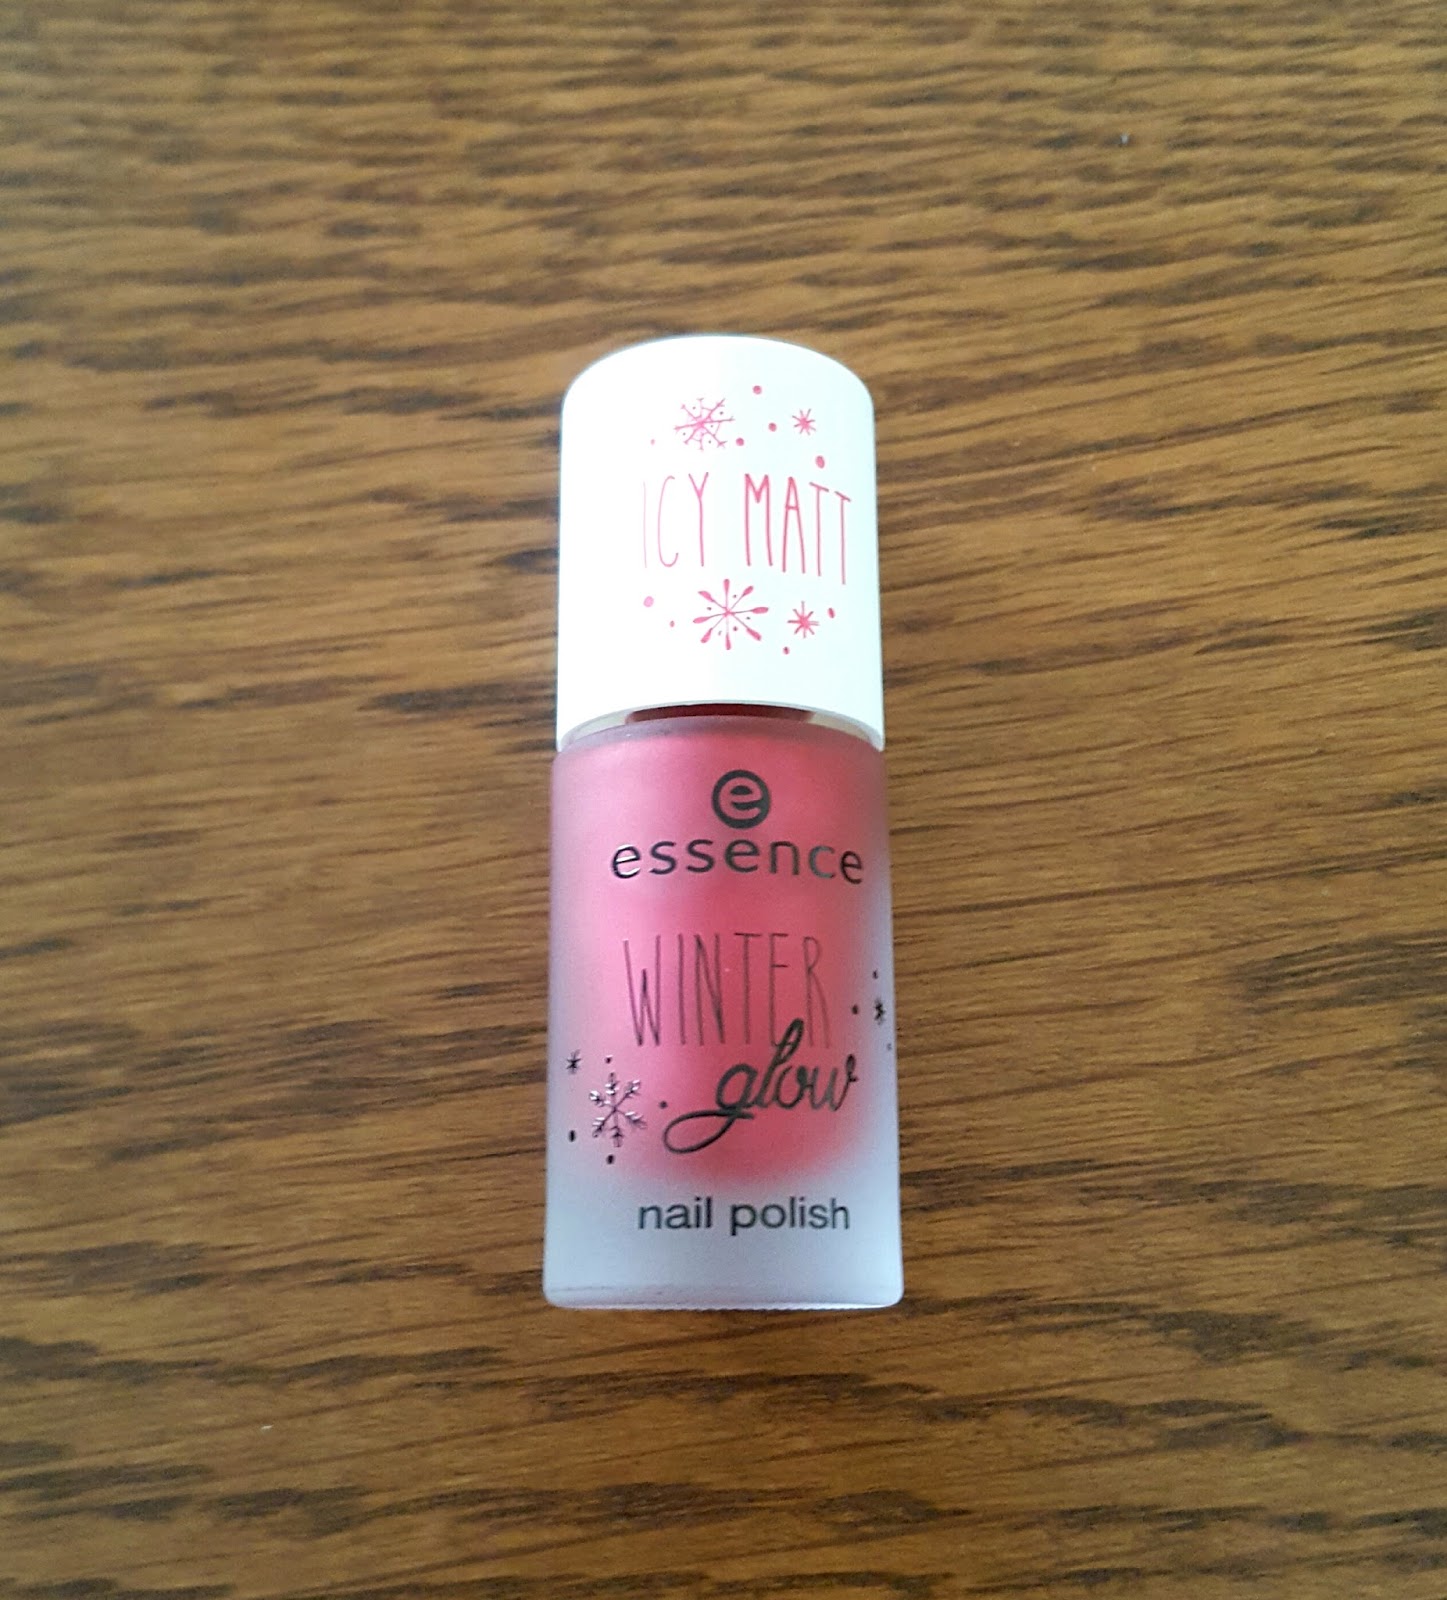 ICY MATT
e
essence
WINTER
glow
nail polish